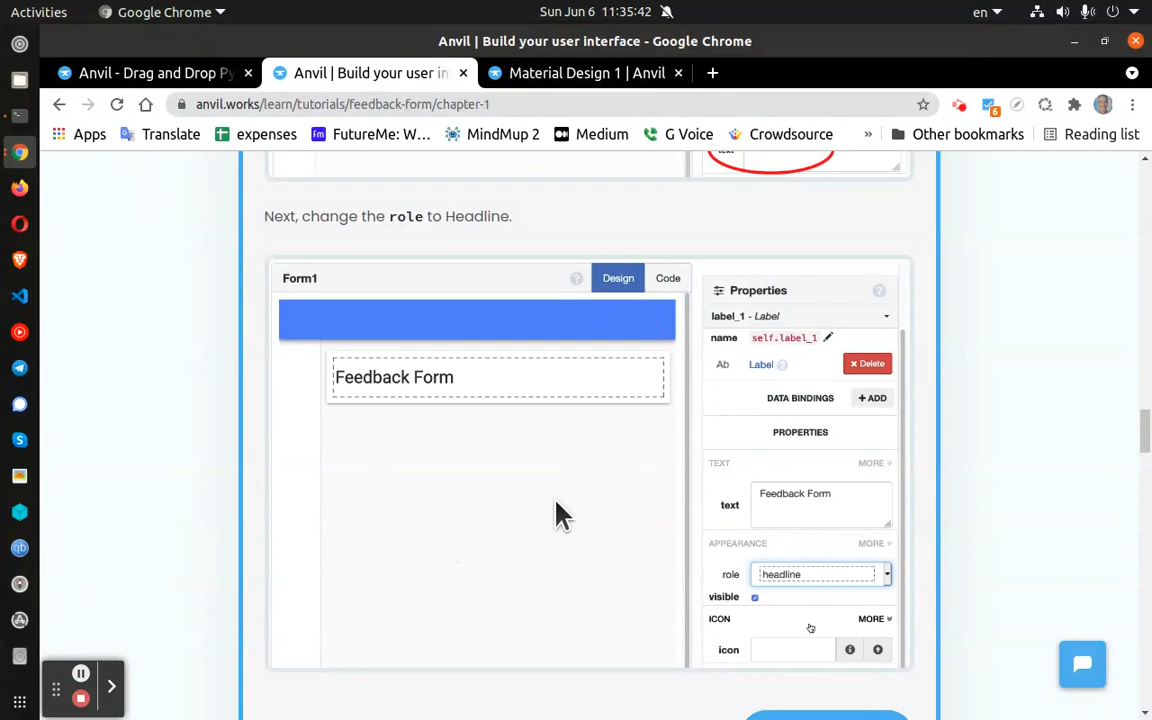 Activities
Google Chrome
Sun Jun 6 11:35:42
en
Anvil | Build your user interface - Google Chrome
Anvil - Drag and Drop Py
Anvil | Build your user in
Material Design 1 | Anvil
anvil.works/learn/tutorials/feedback-form/chapter-1
6
Apps
Translate
expenses
FutureMe: W...
MindMup 2
Medium
G Voice
Crowdsource
»
Other bookmarks
Reading list
Next, change the role to Headline.
Form1
?
Design
Code
Properties
?
label_1 - Label
name self.label_1
Ab Label ?
Delete
DATA BINDINGS + ADD
PROPERTIES
TEXT MORE
text Feedback Form
APPEARANCE MORE
role headline
visible
ICON MORE
icon
Feedback Form